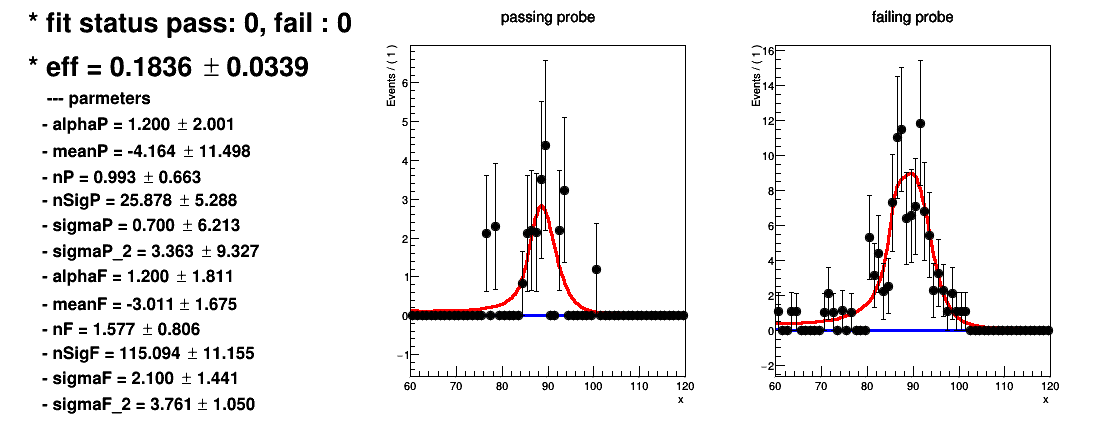 * fit status pass: 0, fail : 0
* eff = 0.1836 ± 0.0339
--- parmeters
- alphaP = 1.200 ± 2.001
- meanP = -4.164 ± 11.498
- nP = 0.993 ± 0.663
- nSigP = 25.878 ± 5.288
- sigmaP = 0.700 ± 6.213
- sigmaP_2 = 3.363 ± 9.327
- alphaF = 1.200 ± 1.811
- meanF = -3.011 ± 1.675
- nF = 1.577 ± 0.806
- nSigF = 115.094 ± 11.155
- sigmaF = 2.100 ± 1.441
- sigmaF_2 = 3.761 ± 1.050
passing probe
Events / ( 1 )
6
5
4
3
2
1
0
−1
60 70 80 90 100 110 120
x
failing probe
Events / ( 1 )
16
14
12
10
8
6
4
2
0
−2
60 70 80 90 100 110 120
x